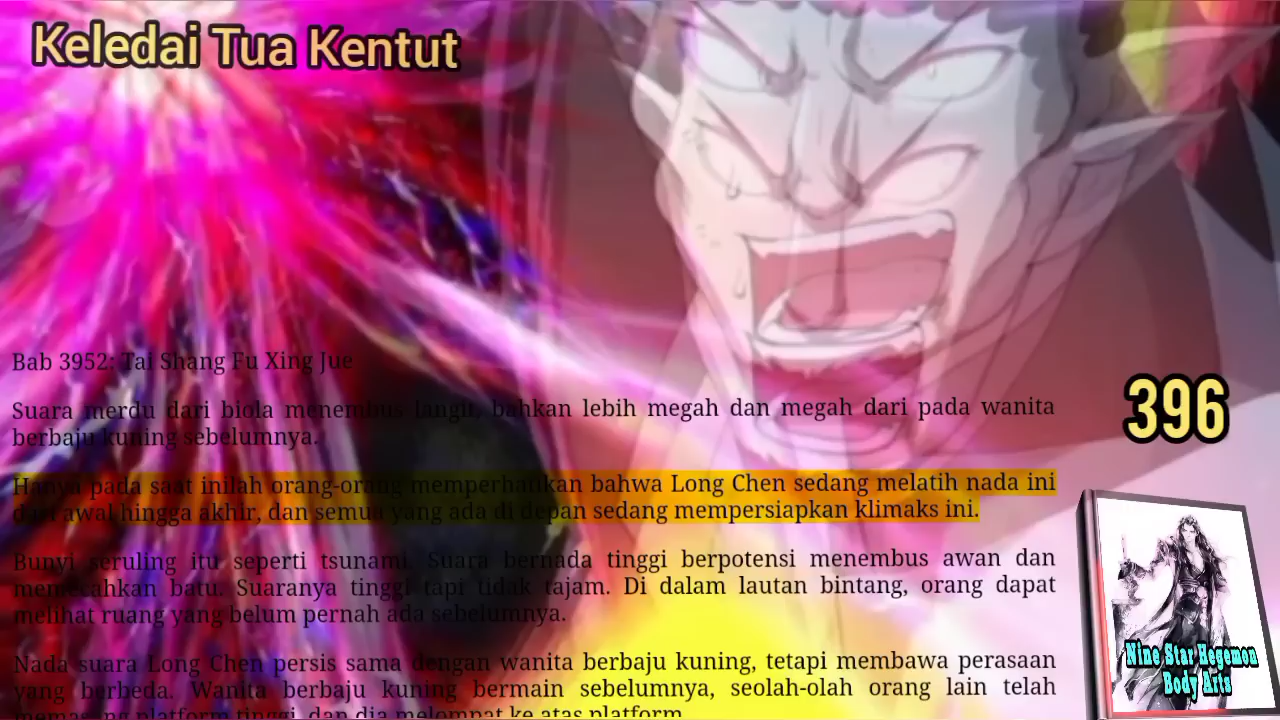 Keledai Tua Kentut
Bab 3952: Tai Shang Fu Xing Jue
Suara merdu dari biola menembus langit, bahkan lebih megah dan megah dari pada wanita
berbaju kuning sebelumnya.
396
Hanya pada saat inilah orang-orang memperhatikan bahwa Long Chen sedang melatih nada ini
dari awal hingga akhir, dan semua yang ada di depan sedang mempersiapkan klimaks ini.
Bunyi seruling itu seperti tsunami. Suara bernada tinggi berpotensi menembus awan dan
memecahkan batu. Suaranya tinggi tapi tidak tajam. Di dalam lautan bintang, orang dapat
melihat ruang yang belum pernah ada sebelumnya.
Nada suara Long Chen persis sama dengan wanita berbaju kuning, tetapi membawa perasaan
yang berbeda. Wanita berbaju kuning bermain sebelumnya, seolah-olah orang lain telah
memasang platform tinggi, dan dia melompat ke atas platform.
Nine Star Hegemon
Body Arts